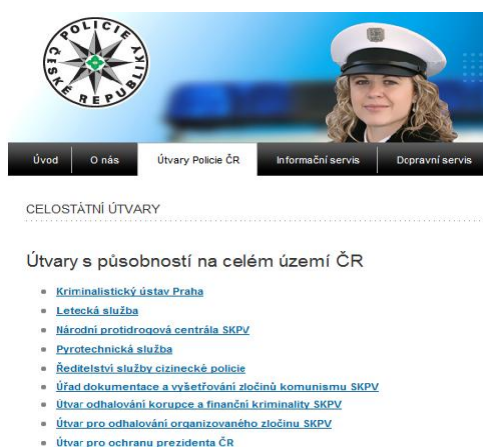 POLICIE
ČESKÉ REPUBLIKY
Úvod
O nás
Útvary Policie ČR
Informační servis
Dopravní servis
CELOSTÁTNÍ ÚTVARY
Útvary s působností na celém území ČR
Kriminalistický ústav Praha
Letecká služba
Národní protidrogová centrála SKPV
Pyrotechnická služba
Ředitelství služby cizinecké policie
Úřad dokumentace a vyšetřování zločinů komunismu SKPV
Útvar odhalování korupce a finanční kriminality SKPV
Útvar pro odhalování organizovaného zločinu SKPV
Útvar pro ochranu prezidenta ČR